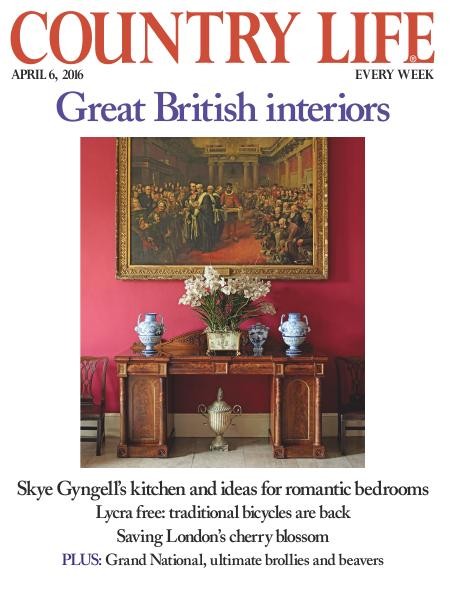 COUNTRY LIFE®
APRIL 6, 2016 EVERY WEEK
Great British interiors
Skye Gyngell's kitchen and ideas for romantic bedrooms
Lycra free: traditional bicycles are back
Saving London's cherry blossom
PLUS: Grand National, ultimate brollies and beavers